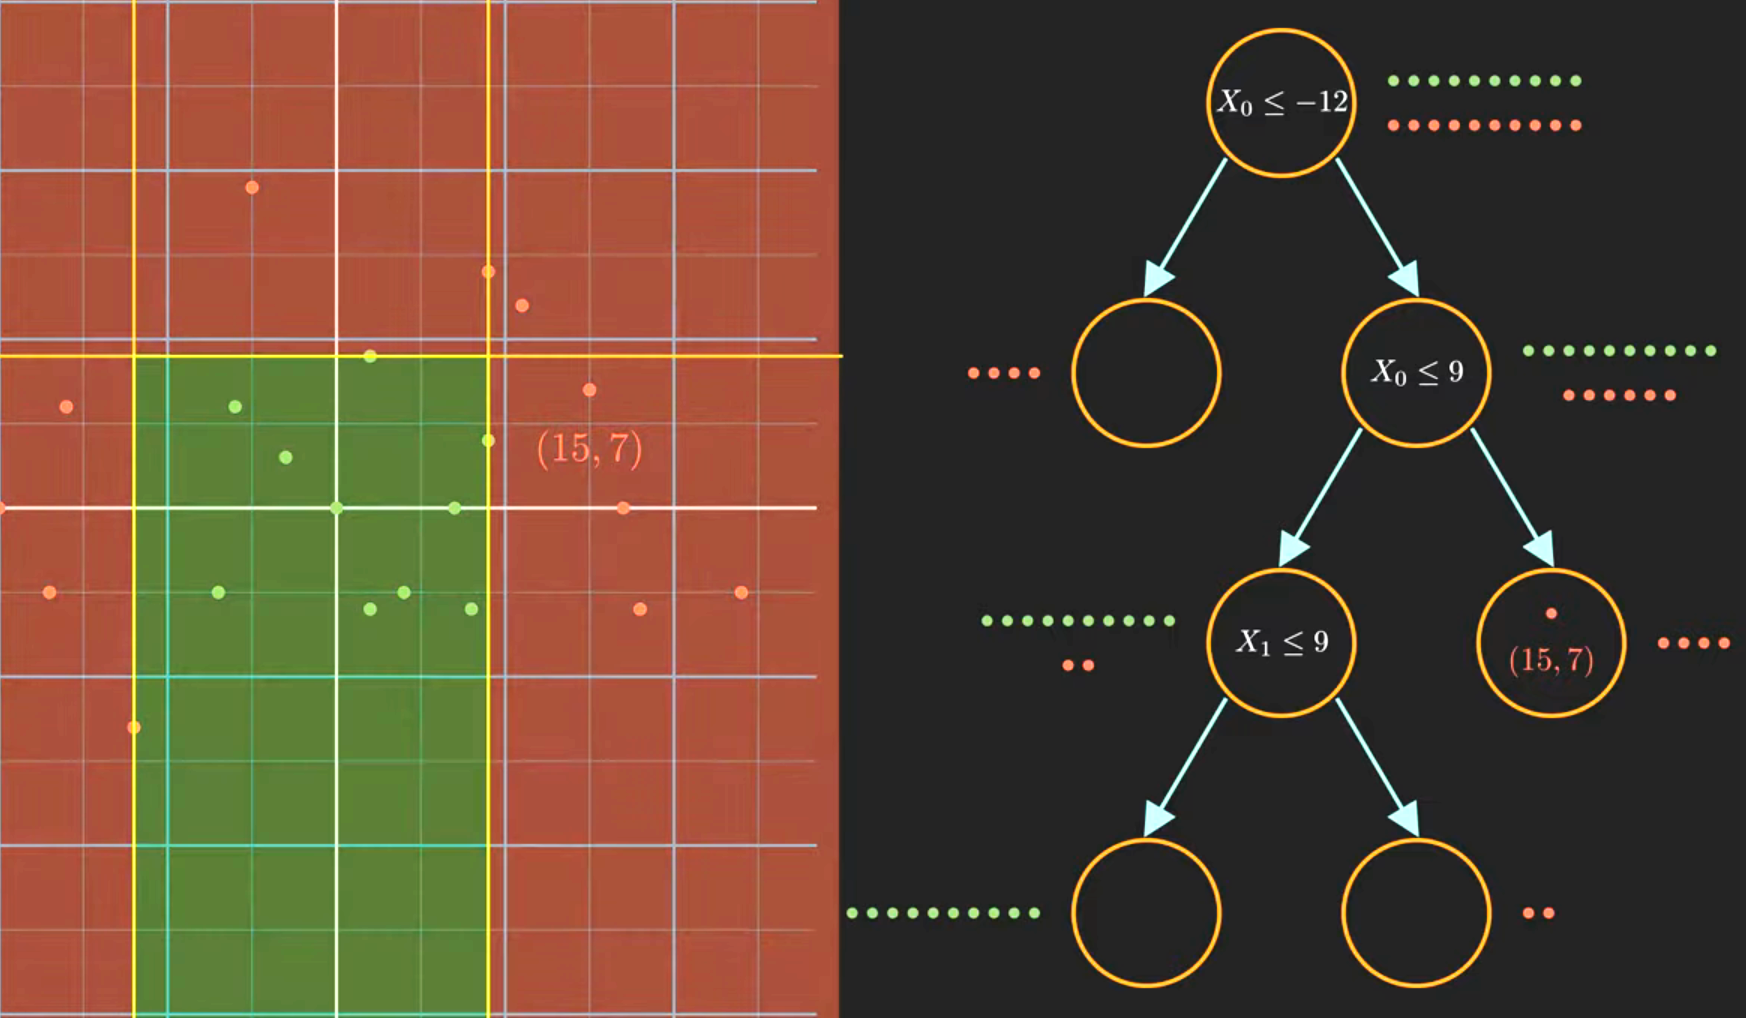 X₀ ≤ −12
X₀ ≤ 9
(15, 7)
X₁ ≤ 9
(15, 7)